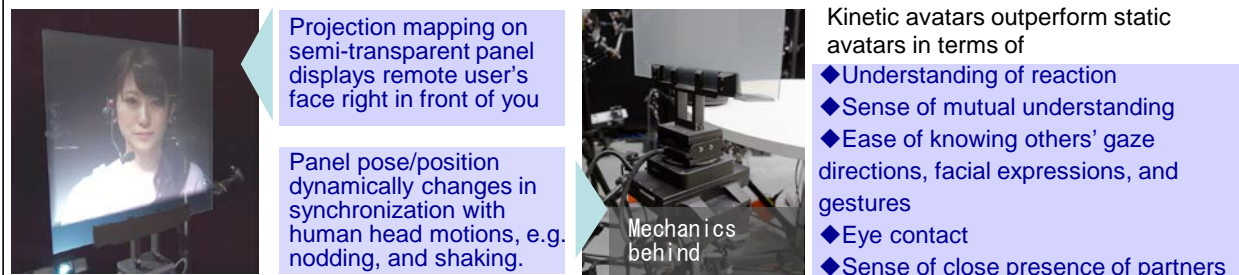 Projection mapping on
semi-transparent panel
displays remote user's
face right in front of you
Panel pose/position
dynamically changes in
synchronization with
human head motions, e.g.
nodding, and shaking.
Mechanics
behind
Kinetic avatars outperform static
avatars in terms of
◆Understanding of reaction
◆Sense of mutual understanding
◆Ease of knowing others' gaze
directions, facial expressions, and
gestures
◆Eye contact
◆Sense of close presence of partners